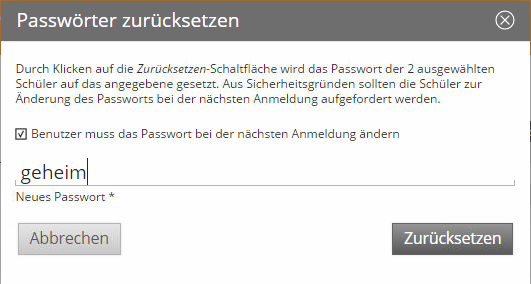 Passwörter zurücksetzen
Durch Klicken auf die Zurücksetzen-Schaltfläche wird das Passwort der 2 ausgewählten
Schüler auf das angegebene gesetzt. Aus Sicherheitsgründen sollten die Schüler zur
Änderung des Passworts bei der nächsten Anmeldung aufgefordert werden.
Benutzer muss das Passwort bei der nächsten Anmeldung ändern
geheim
Neues Passwort *
Abbrechen
Zurücksetzen